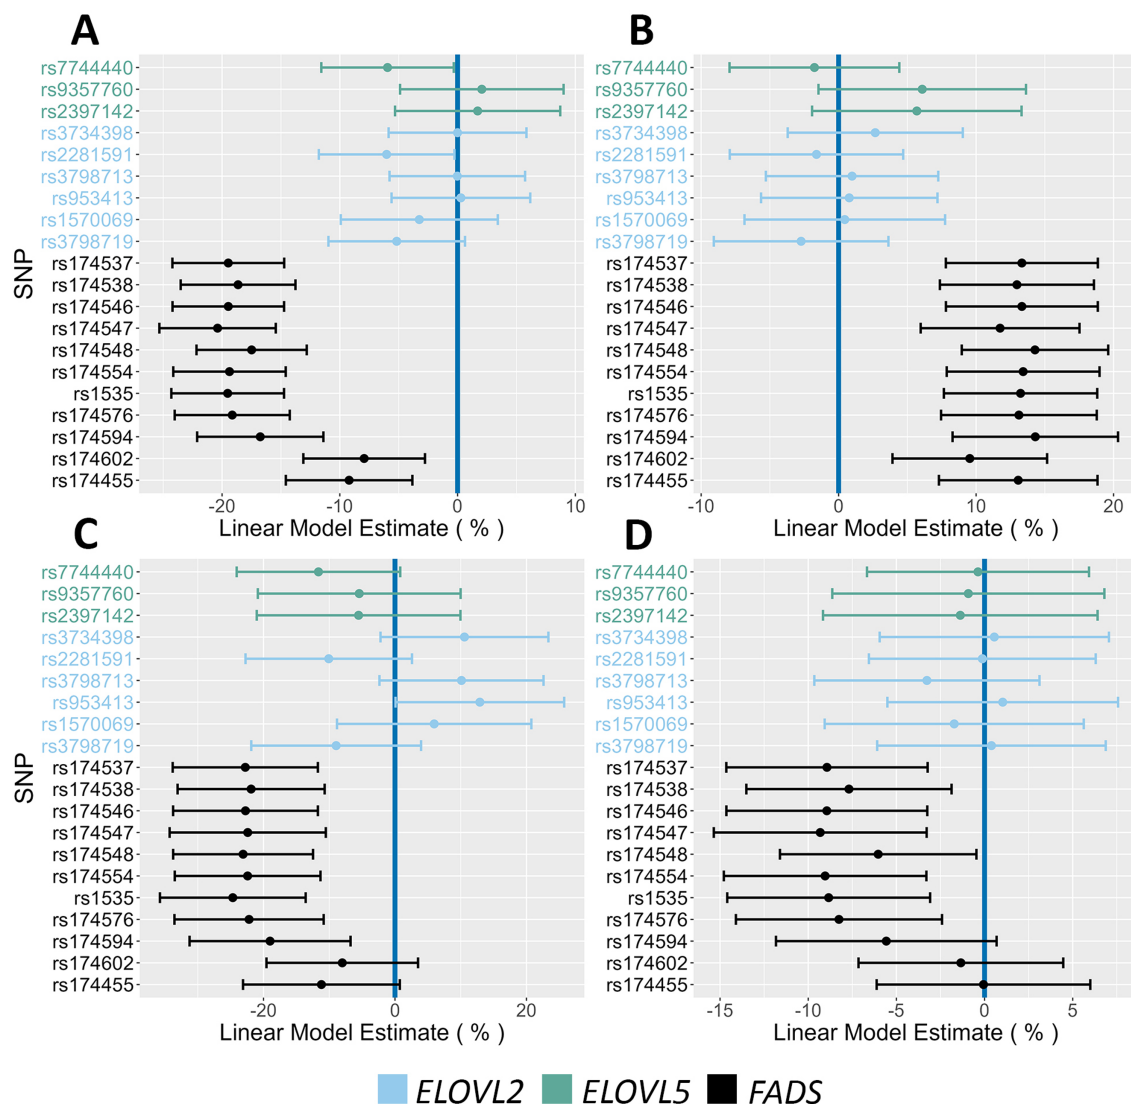 A
rs7744440
rs9357760
rs2397142
rs3734398
rs2281591
rs3798713
rs953413
rs1570069
rs3798719
rs174537
rs174538
rs174546
rs174547
rs174548
rs174554
rs1535
rs174576
rs174594
rs174602
rs174455
SNP
-20 -10 0 10
Linear Model Estimate ( % )
B
rs7744440
rs9357760
rs2397142
rs3734398
rs2281591
rs3798713
rs953413
rs1570069
rs3798719
rs174537
rs174538
rs174546
rs174547
rs174548
rs174554
rs1535
rs174576
rs174594
rs174602
rs174455
-10 0 10 20
Linear Model Estimate ( % )
C
rs7744440
rs9357760
rs2397142
rs3734398
rs2281591
rs3798713
rs953413
rs1570069
rs3798719
rs174537
rs174538
rs174546
rs174547
rs174548
rs174554
rs1535
rs174576
rs174594
rs174602
rs174455
SNP
-20 0 20
Linear Model Estimate ( % )
D
rs7744440
rs9357760
rs2397142
rs3734398
rs2281591
rs3798713
rs953413
rs1570069
rs3798719
rs174537
rs174538
rs174546
rs174547
rs174548
rs174554
rs1535
rs174576
rs174594
rs174602
rs174455
-15 -10 -5 0 5
Linear Model Estimate ( % )
ELOVL2 ELOVL5 FADS